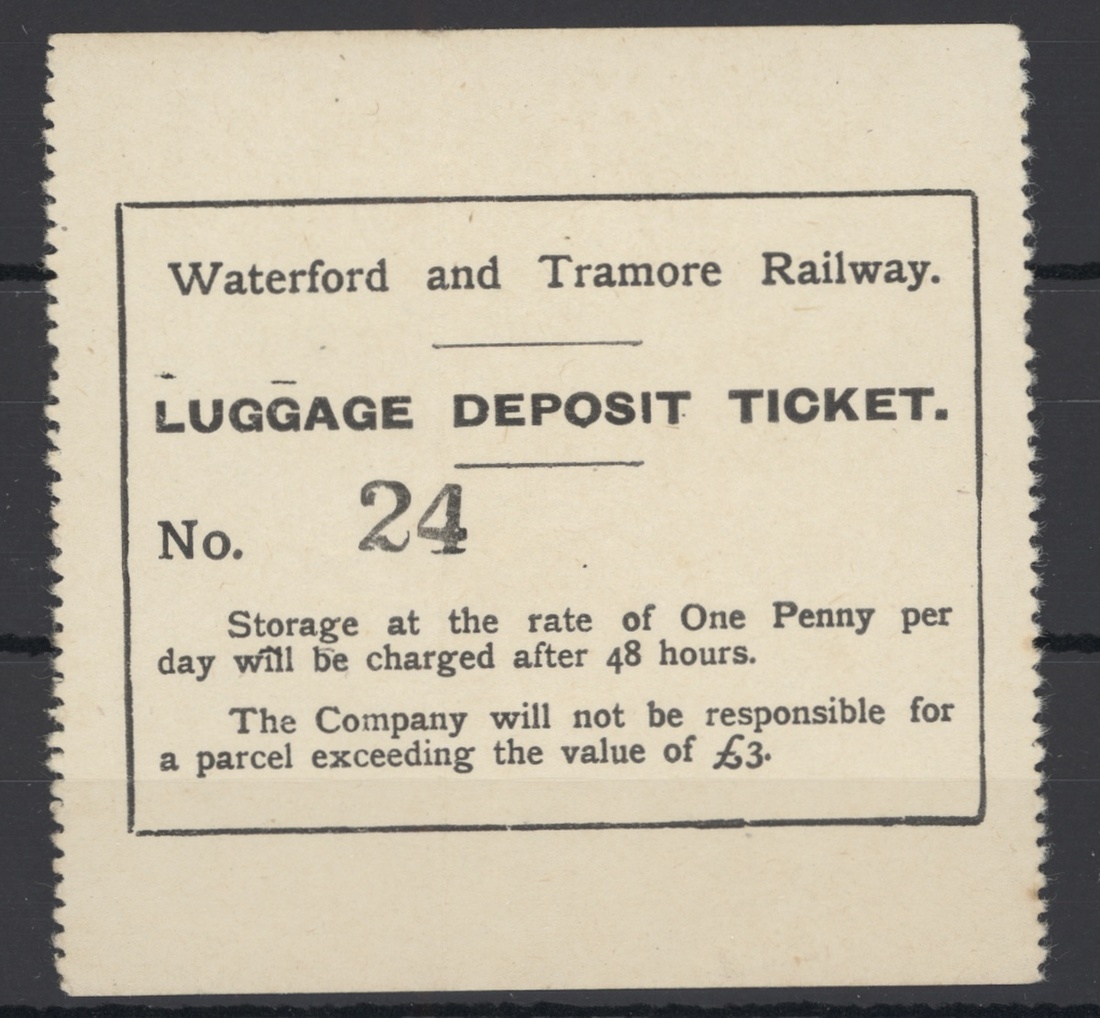 Waterford and Tramore Railway.
LUGGAGE DEPOSIT TICKET.
No. 24
Storage at the rate of One Penny per
day will be charged after 48 hours.
The Company will not be responsible for
a parcel exceeding the value of £3.